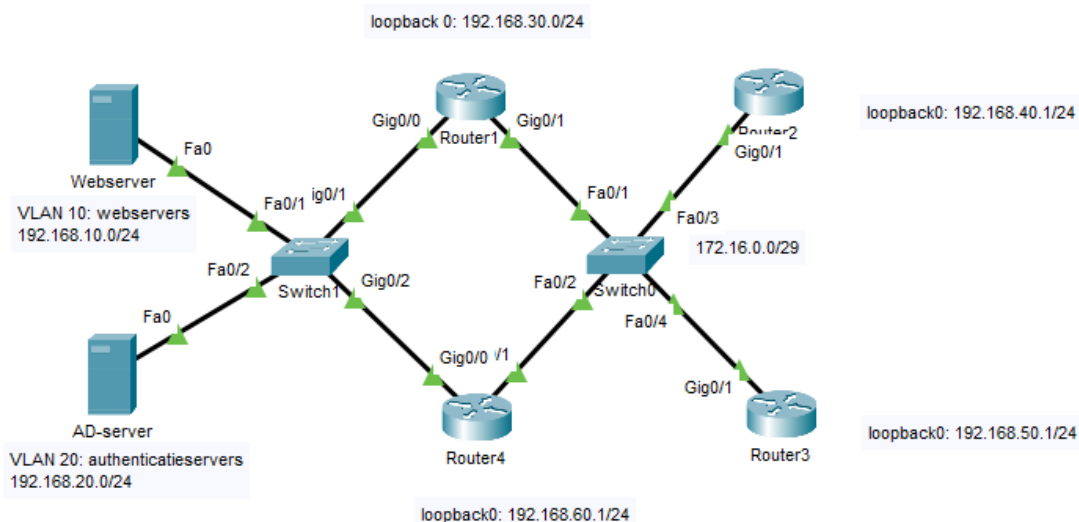 loopback 0: 192.168.30.0/24
Router1
Gig0/0
Gig0/1
Router2
Gig0/1
loopback0: 192.168.40.1/24
Webserver
Fa0
VLAN 10: webservers
192.168.10.0/24
Fa0/1
ig0/1
Fa0/1
Fa0/3
172.16.0.0/29
Fa0/2
Switch1
Gig0/2
Fa0/2
Switch0
Fa0/4
Fa0
AD-server
VLAN 20: authenticatieservers
192.168.20.0/24
Gig0/0
/1
Router4
Gig0/1
Router3
loopback0: 192.168.50.1/24
loopback0: 192.168.60.1/24